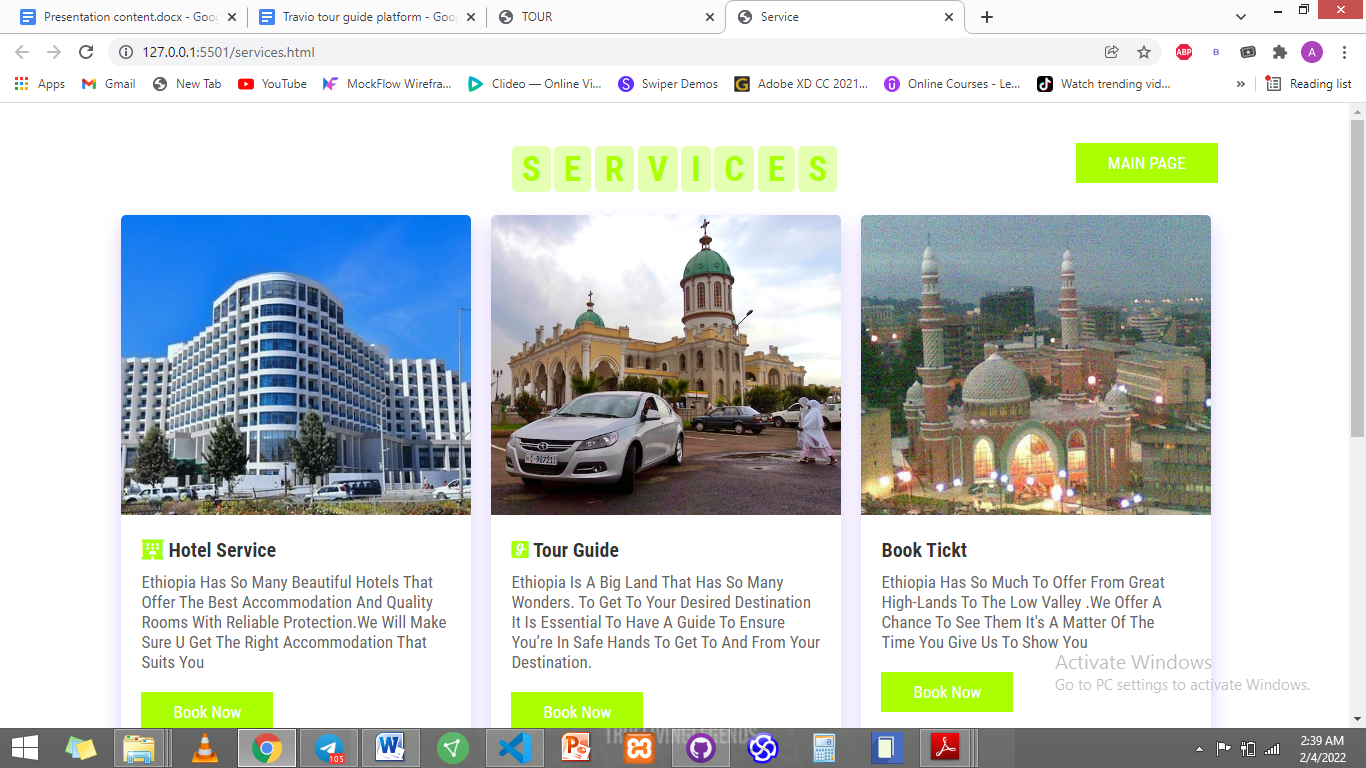 Presentation content.docx - Goo
Travio tour guide platform - Goo
TOUR
Service
127.0.0.1:5501/services.html
ABP
B
A
Apps
Gmail
New Tab
YouTube
MockFlow Wirefra...
Clideo — Online Vi...
Swiper Demos
Adobe XD CC 2021...
Online Courses - Le...
Watch trending vid...
»
Reading list
SERVICES
MAIN PAGE
Hotel Service
Ethiopia Has So Many Beautiful Hotels That
Offer The Best Accommodation And Quality
Rooms With Reliable Protection.We Will Make
Sure U Get The Right Accommodation That
Suits You
Book Now
Tour Guide
Ethiopia Is A Big Land That Has So Many
Wonders. To Get To Your Desired Destination
It Is Essential To Have A Guide To Ensure
You’re In Safe Hands To Get To And From Your
Destination.
Book Now
Book Tickt
Ethiopia Has So Much To Offer From Great
High-Lands To The Low Valley .We Offer A
Chance To See Them It's A Matter Of The
Time You Give Us To Show You
Book Now
Activate Windows
Go to PC settings to activate Windows.
105
2:39 AM
2/4/2022